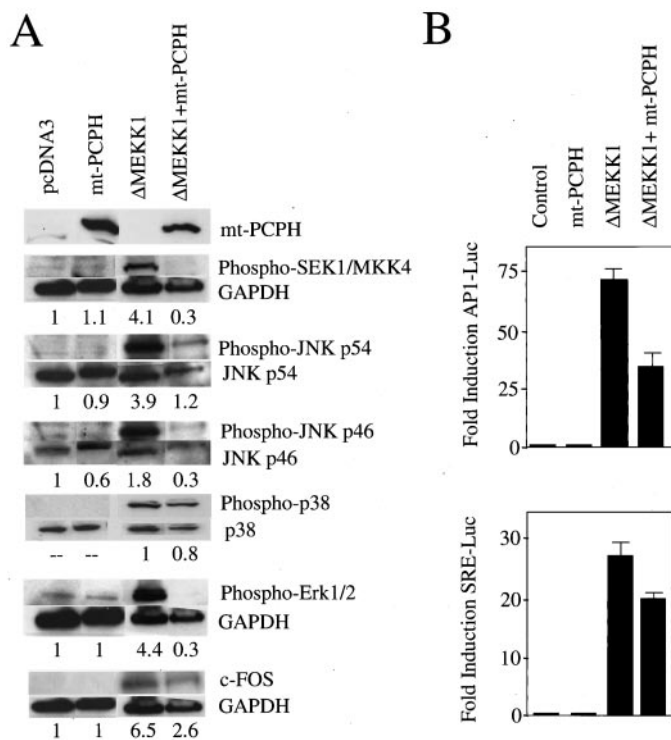 A
pcDNA3
mt-PCPH
ΔMEKK1
ΔMEKK1+mt-PCPH
mt-PCPH
Phospho-SEK1/MKK4
GAPDH
1 1.1 4.1 0.3
Phospho-JNK p54
JNK p54
1 0.9 3.9 1.2
Phospho-JNK p46
JNK p46
1 0.6 1.8 0.3
Phospho-p38
p38
-- -- 1 0.8
Phospho-Erk1/2
GAPDH
1 1 4.4 0.3
c-FOS
GAPDH
1 1 6.5 2.6
B
Control
mt-PCPH
ΔMEKK1
ΔMEKK1+ mt-PCPH
Fold Induction AP1-Luc
75
50
25
0
Fold Induction SRE-Luc
30
20
10
0